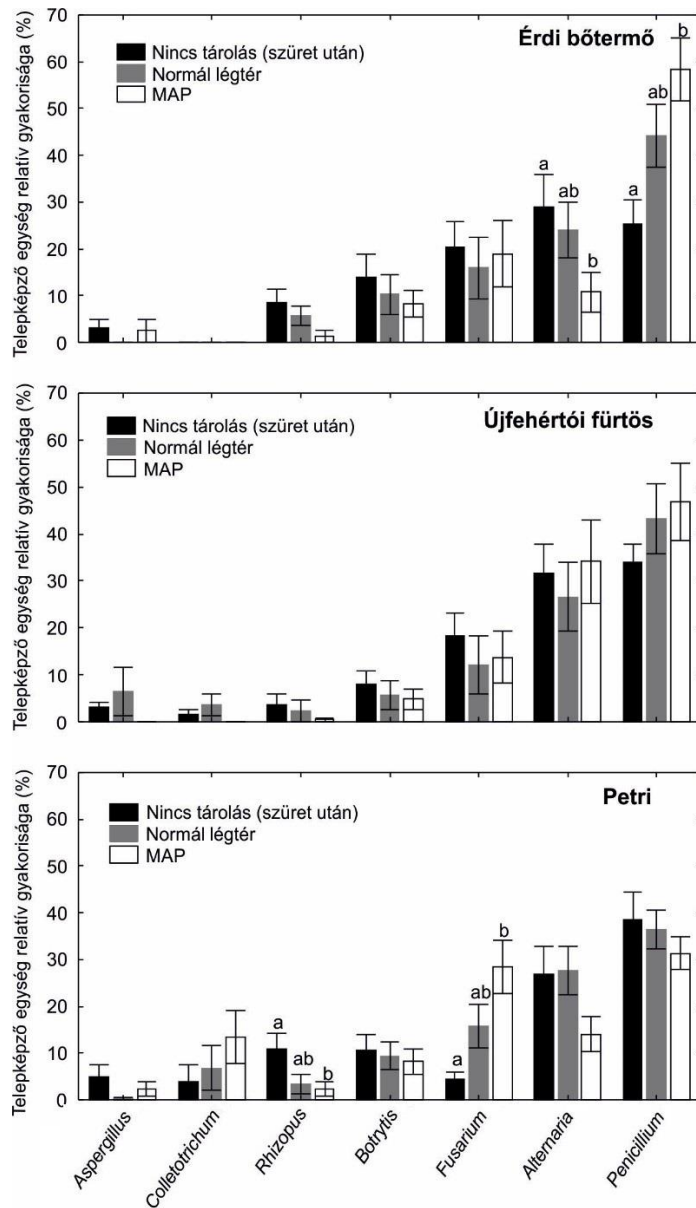 Telepképző egység relatív gyakorisága (%)
70
60
50
40
30
20
10
0
Érdi bőtermő
Nincs tárolás (szüret után)
Normál légtér
MAP
a
ab
b
a
ab
b
Telepképző egység relatív gyakorisága (%)
70
60
50
40
30
20
10
0
Újfehértói fürtös
Nincs tárolás (szüret után)
Normál légtér
MAP
Telepképző egység relatív gyakorisága (%)
70
60
50
40
30
20
10
0
Petri
Nincs tárolás (szüret után)
Normál légtér
MAP
a
ab
b
a
ab
b
Aspergillus
Colletotrichum
Rhizopus
Botrytis
Fusarium
Alternaria
Penicillium